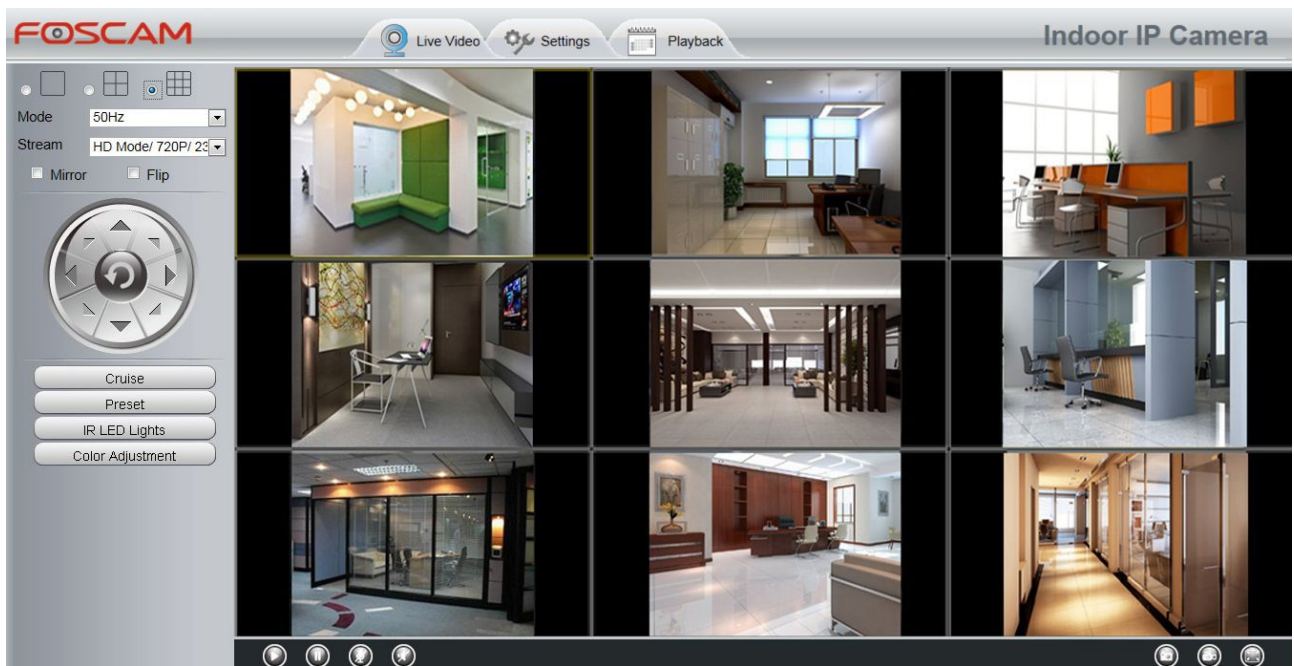 FOSCAM
Live Video
Settings
Playback
Indoor IP Camera
Mode
50Hz
Stream
HD Mode/ 720P/ 23
Mirror
Flip
Cruise
Preset
IR LED Lights
Color Adjustment